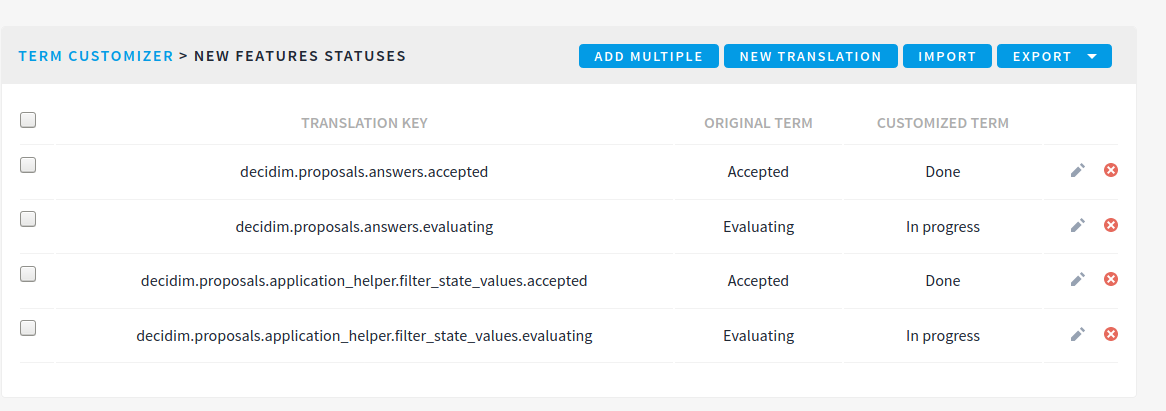 TERM CUSTOMIZER > NEW FEATURES STATUSES ADD MULTIPLE NEW TRANSLATION IMPORT EXPORT
TRANSLATION KEY ORIGINAL TERM CUSTOMIZED TERM
decidim.proposals.answers.accepted Accepted Done
decidim.proposals.answers.evaluating Evaluating In progress
decidim.proposals.application_helper.filter_state_values.accepted Accepted Done
decidim.proposals.application_helper.filter_state_values.evaluating Evaluating In progress